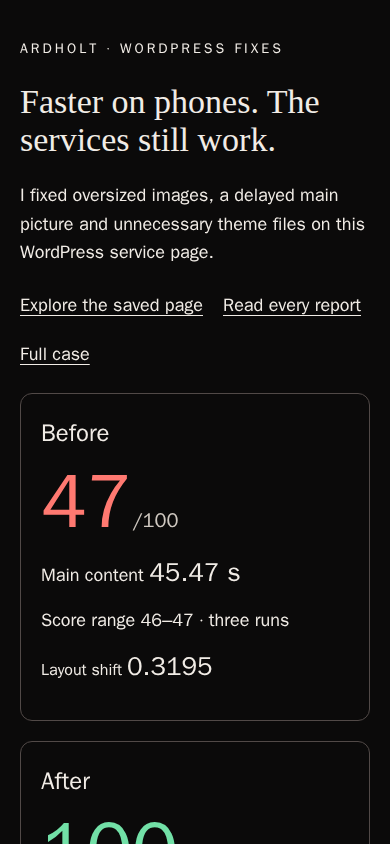 ARDHOLT · WORDPRESS FIXES
Faster on phones. The
services still work.
I fixed oversized images, a delayed main
picture and unnecessary theme files on this
WordPress service page.
Explore the saved page Read every report
Full case
Before
47/100
Main content 45.47 s
Score range 46–47 · three runs
Layout shift 0.3195
After
100